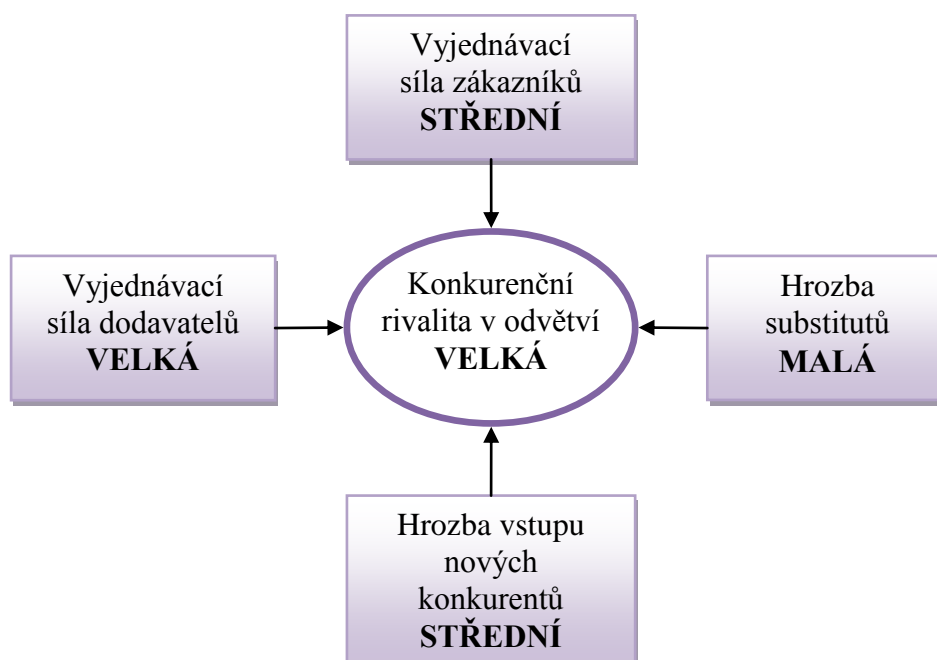 Vyjednávací
síla zákazníků
STŘEDNÍ
Vyjednávací
síla dodavatelů
VELKÁ
Konkurenční
rivalita v odvětví
VELKÁ
Hrozba
substitutů
MALÁ
Hrozba vstupu
nových
konkurentů
STŘEDNÍ